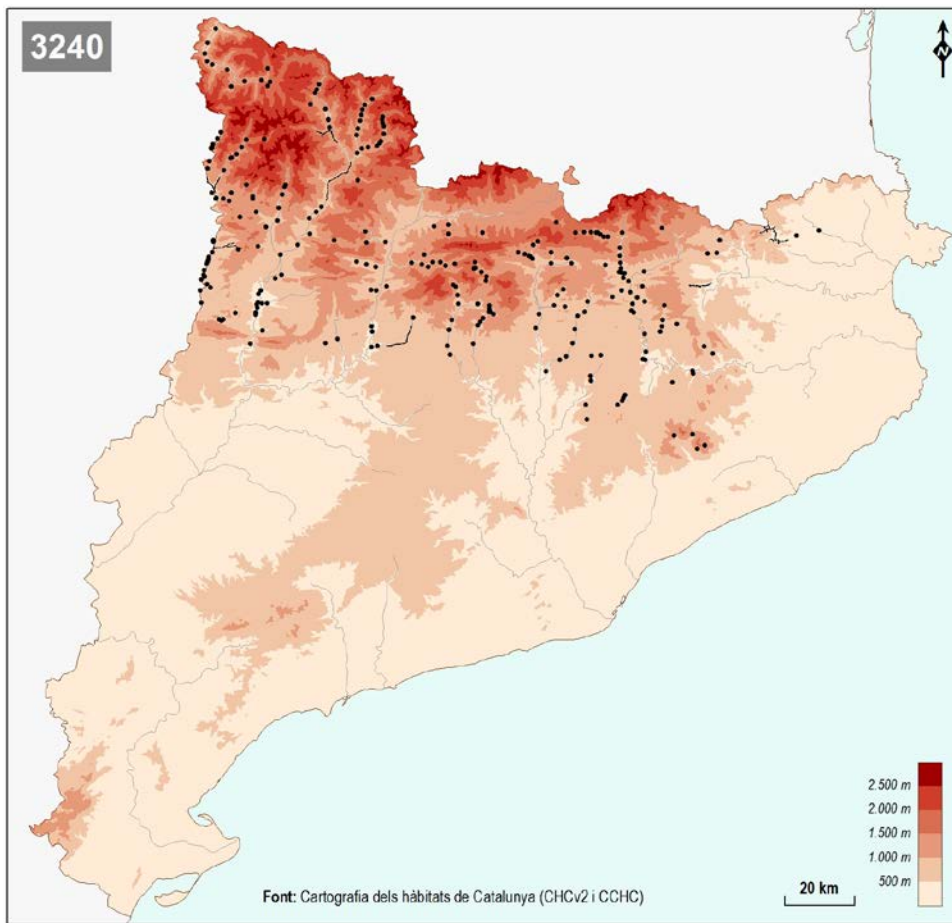 3240
N
2.500 m
2.000 m
1.500 m
1.000 m
500 m
Font: Cartografia dels hàbitats de Catalunya (CHCv2 i CCHC)
20 km